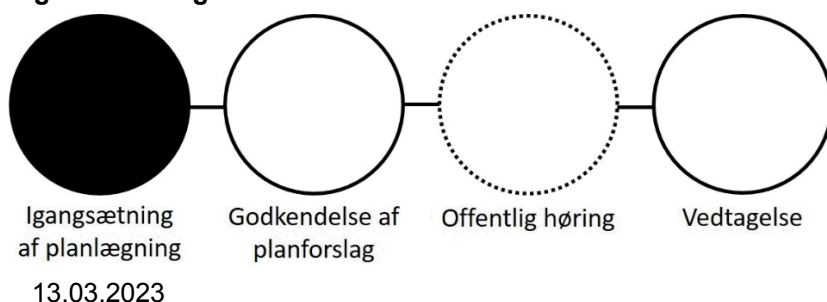 Igangsætning
af planlægning
13.03.2023
Godkendelse af
planforslag
Offentlig høring
Vedtagelse